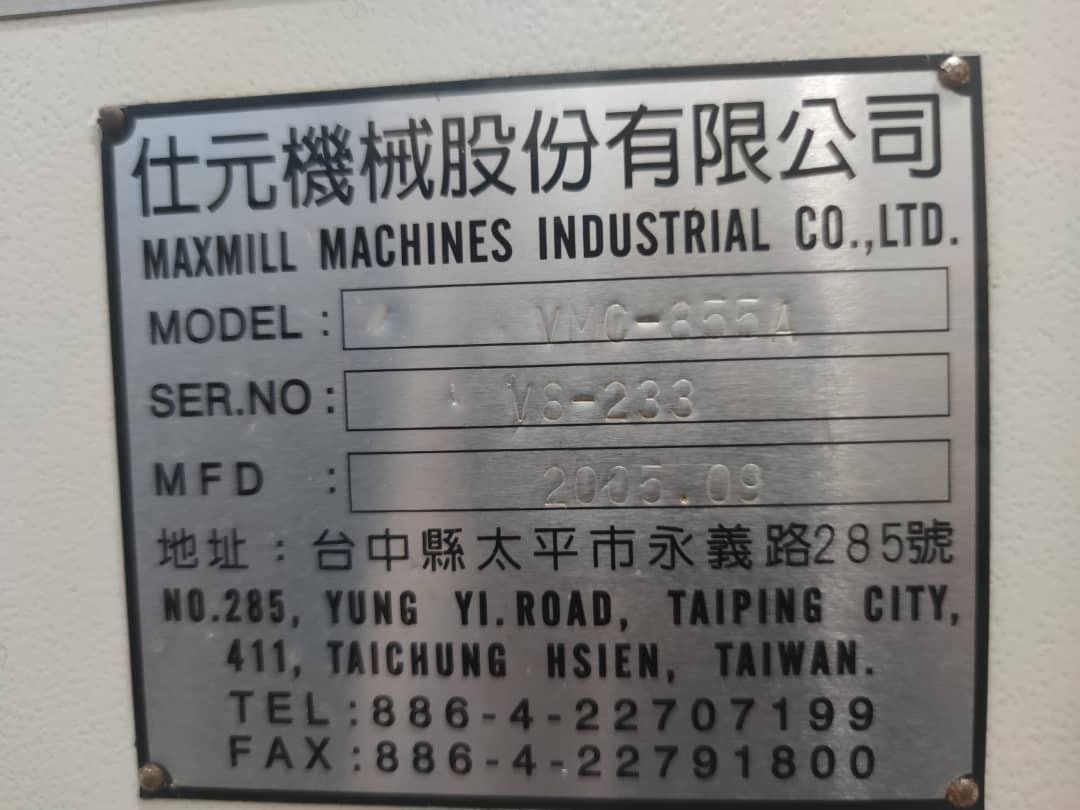 仕元機械股份有限公司
MAXMILL MACHINES INDUSTRIAL CO.,LTD.
MODEL : VMC-855A
SER.NO : V8-233
MFD : 2005.09
地址 : 台中縣太平市永義路285號
NO.285, YUNG YI.ROAD, TAIPING CITY,
411, TAICHUNG HSIEN, TAIWAN.
TEL:886-4-22707199
FAX:886-4-22791800